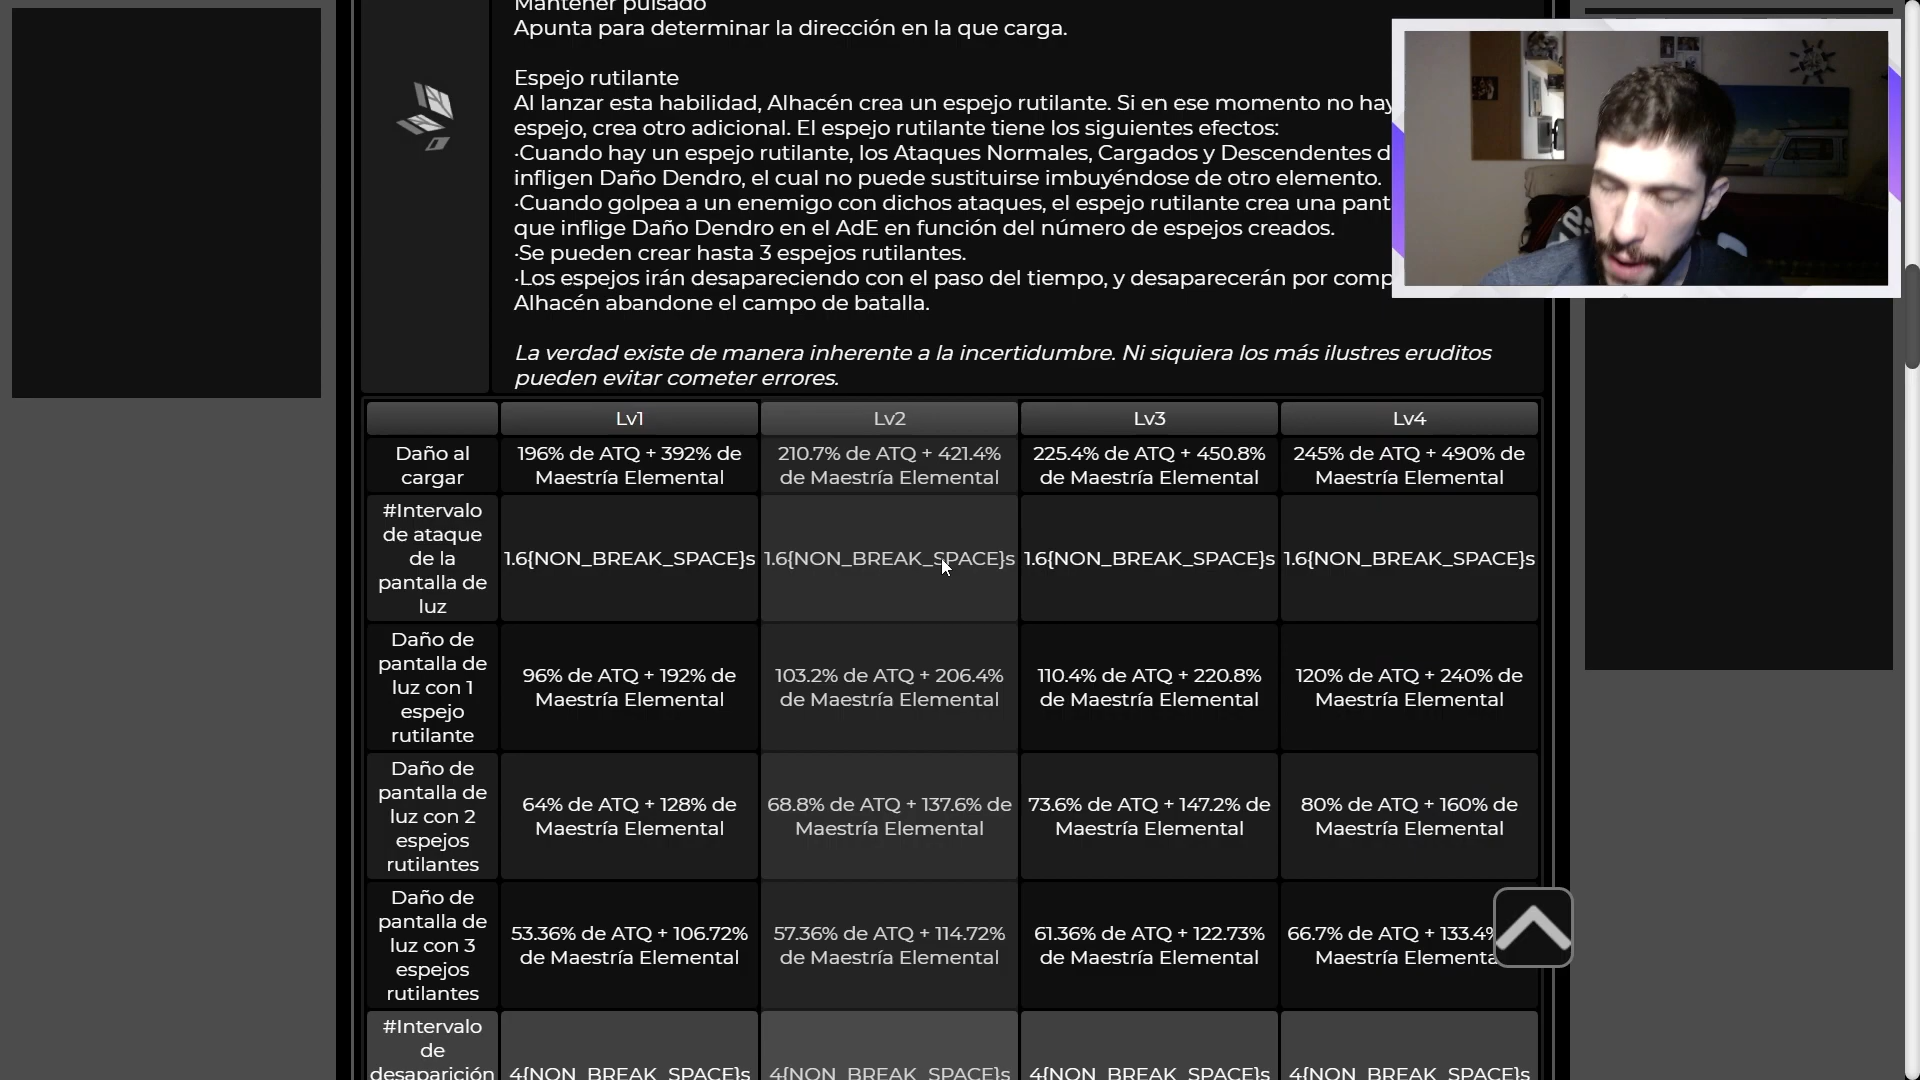 Mantener pulsado
Apunta para determinar la dirección en la que carga.
Espejo rutilante
Al lanzar esta habilidad, Alhacén crea un espejo rutilante. Si en ese momento no hay
espejo, crea otro adicional. El espejo rutilante tiene los siguientes efectos:
·Cuando hay un espejo rutilante, los Ataques Normales, Cargados y Descendentes d
infligen Daño Dendro, el cual no puede sustituirse imbuyéndose de otro elemento.
·Cuando golpea a un enemigo con dichos ataques, el espejo rutilante crea una pant
que inflige Daño Dendro en el AdE en función del número de espejos creados.
·Se pueden crear hasta 3 espejos rutilantes.
·Los espejos irán desapareciendo con el paso del tiempo, y desaparecerán por comp
Alhacén abandone el campo de batalla.
La verdad existe de manera inherente a la incertidumbre. Ni siquiera los más ilustres eruditos
pueden evitar cometer errores.
Lv1 Lv2 Lv3 Lv4
Daño al cargar 196% de ATQ + 392% de Maestría Elemental 210.7% de ATQ + 421.4% de Maestría Elemental 225.4% de ATQ + 450.8% de Maestría Elemental 245% de ATQ + 490% de Maestría Elemental
#Intervalo de ataque de la pantalla de luz 1.6{NON_BREAK_SPACE}s 1.6{NON_BREAK_SPACE}s 1.6{NON_BREAK_SPACE}s 1.6{NON_BREAK_SPACE}s
Daño de pantalla de luz con 1 espejo rutilante 96% de ATQ + 192% de Maestría Elemental 103.2% de ATQ + 206.4% de Maestría Elemental 110.4% de ATQ + 220.8% de Maestría Elemental 120% de ATQ + 240% de Maestría Elemental
Daño de pantalla de luz con 2 espejos rutilantes 64% de ATQ + 128% de Maestría Elemental 68.8% de ATQ + 137.6% de Maestría Elemental 73.6% de ATQ + 147.2% de Maestría Elemental 80% de ATQ + 160% de Maestría Elemental
Daño de pantalla de luz con 3 espejos rutilantes 53.36% de ATQ + 106.72% de Maestría Elemental 57.36% de ATQ + 114.72% de Maestría Elemental 61.36% de ATQ + 122.73% de Maestría Elemental 66.7% de ATQ + 133.4% Maestría Elementa
#Intervalo de desaparición 4{NON_BREAK_SPACE}s 4{NON_BREAK_SPACE}s 4{NON_BREAK_SPACE}s 4{NON_BREAK_SPACE}s